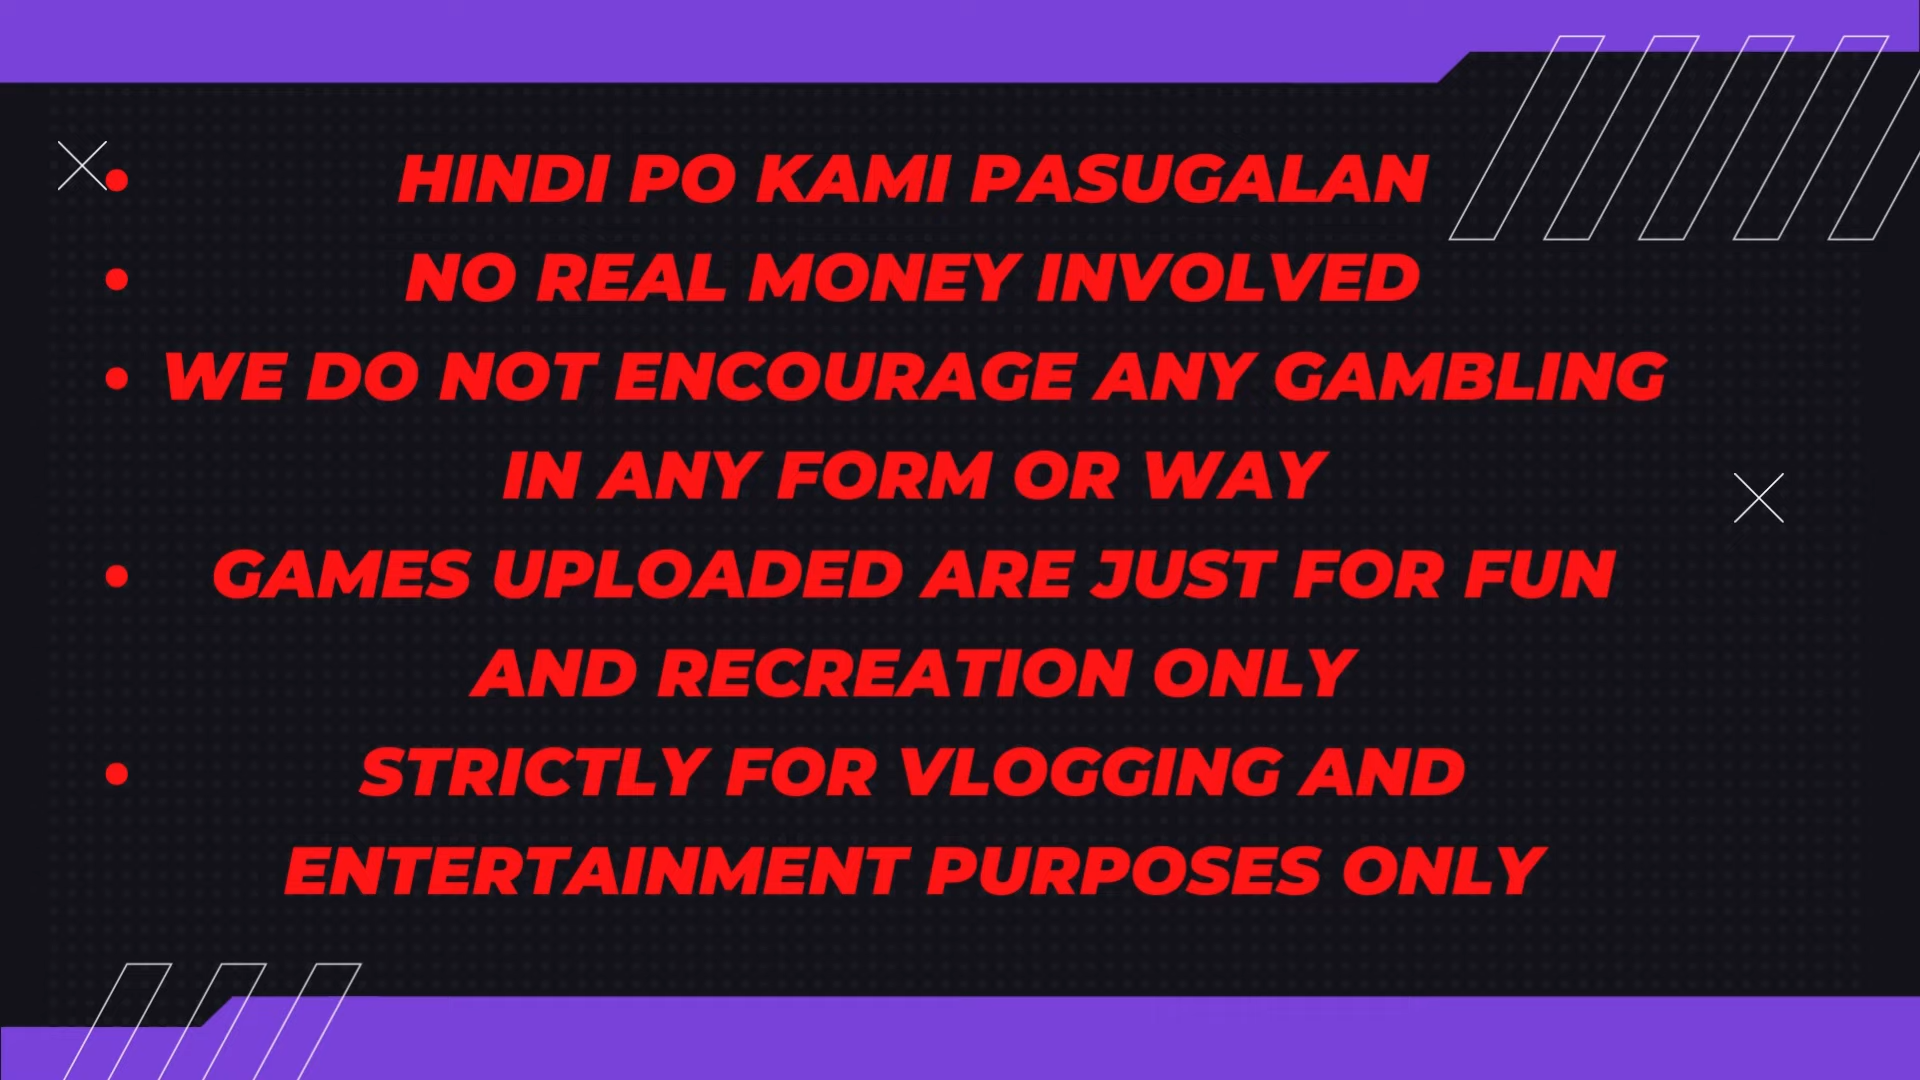 HINDI PO KAMI PASUGALAN
NO REAL MONEY INVOLVED
WE DO NOT ENCOURAGE ANY GAMBLING
IN ANY FORM OR WAY
GAMES UPLOADED ARE JUST FOR FUN
AND RECREATION ONLY
STRICTLY FOR VLOGGING AND
ENTERTAINMENT PURPOSES ONLY